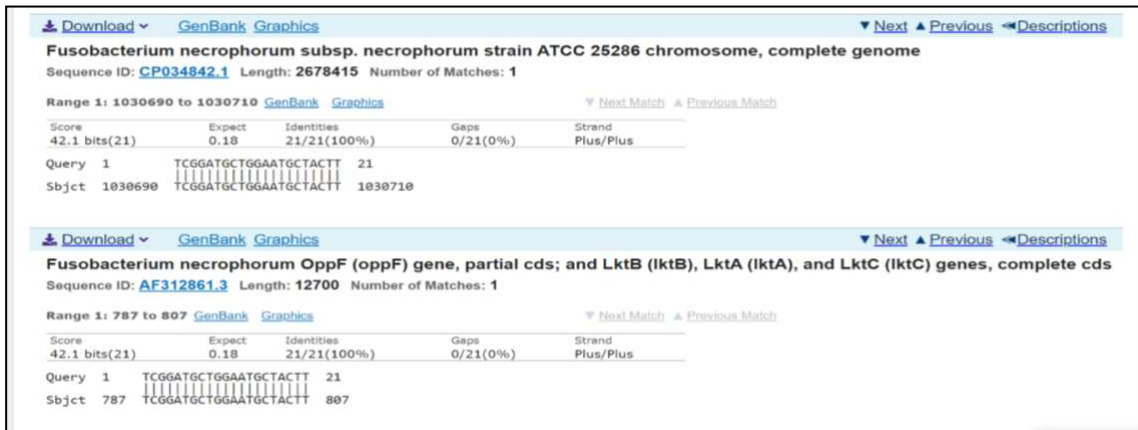 Download GenBank Graphics Next Previous Descriptions
Fusobacterium necrophorum subsp. necrophorum strain ATCC 25286 chromosome, complete genome
Sequence ID: CP034842.1 Length: 2678415 Number of Matches: 1
Range 1: 1030690 to 1030710 GenBank Graphics Next Match Previous Match
Score Expect Identities Gaps Strand
42.1 bits(21) 0.18 21/21(100%) 0/21(0%) Plus/Plus
Query 1 TCGGATGCTGGAATGCTACTT 21
Sbjct 1030690 TCGGATGCTGGAATGCTACTT 1030710
Download GenBank Graphics Next Previous Descriptions
Fusobacterium necrophorum OppF (oppF) gene, partial cds; and LktB (lktB), LktA (lktA), and LktC (lktC) genes, complete cds
Sequence ID: AF312861.3 Length: 12700 Number of Matches: 1
Range 1: 787 to 807 GenBank Graphics Next Match Previous Match
Score Expect Identities Gaps Strand
42.1 bits(21) 0.18 21/21(100%) 0/21(0%) Plus/Plus
Query 1 TCGGATGCTGGAATGCTACTT 21
Sbjct 787 TCGGATGCTGGAATGCTACTT 807